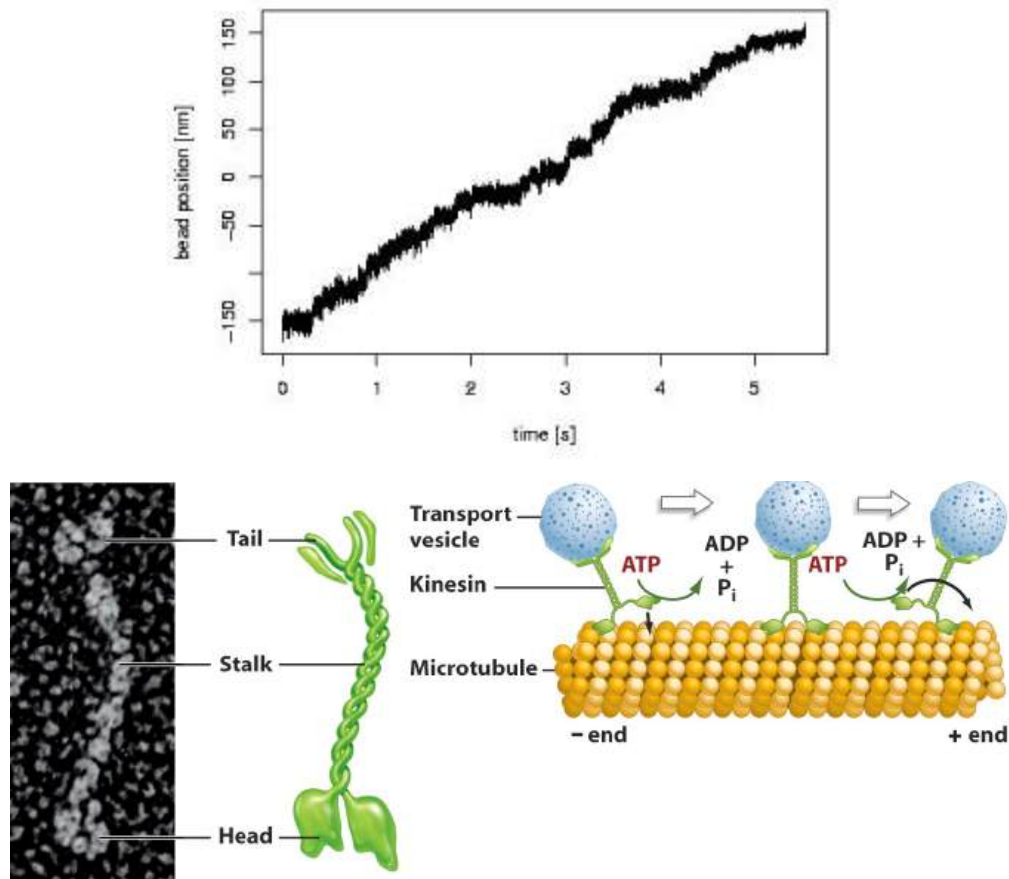 150
100
50
0
-50
-150
bead position [nm]
0 1 2 3 4 5
time [s]
Tail
Stalk
Head
Transport
vesicle
Kinesin
Microtubule
ATP
ADP
+
Pi
ATP
ADP +
Pi
– end
+ end